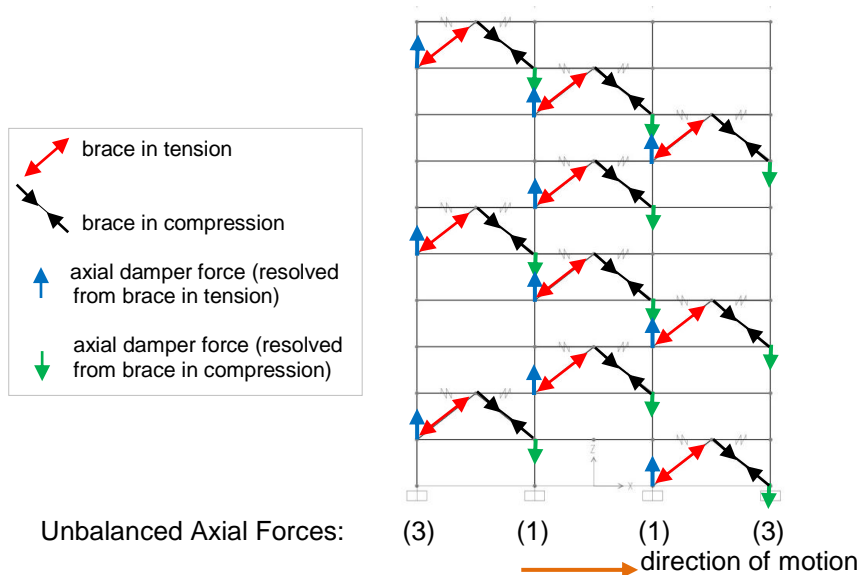 brace in tension
brace in compression
axial damper force (resolved
from brace in tension)
axial damper force (resolved
from brace in compression)
Z
X
Unbalanced Axial Forces: (3) (1) (1) (3)
direction of motion